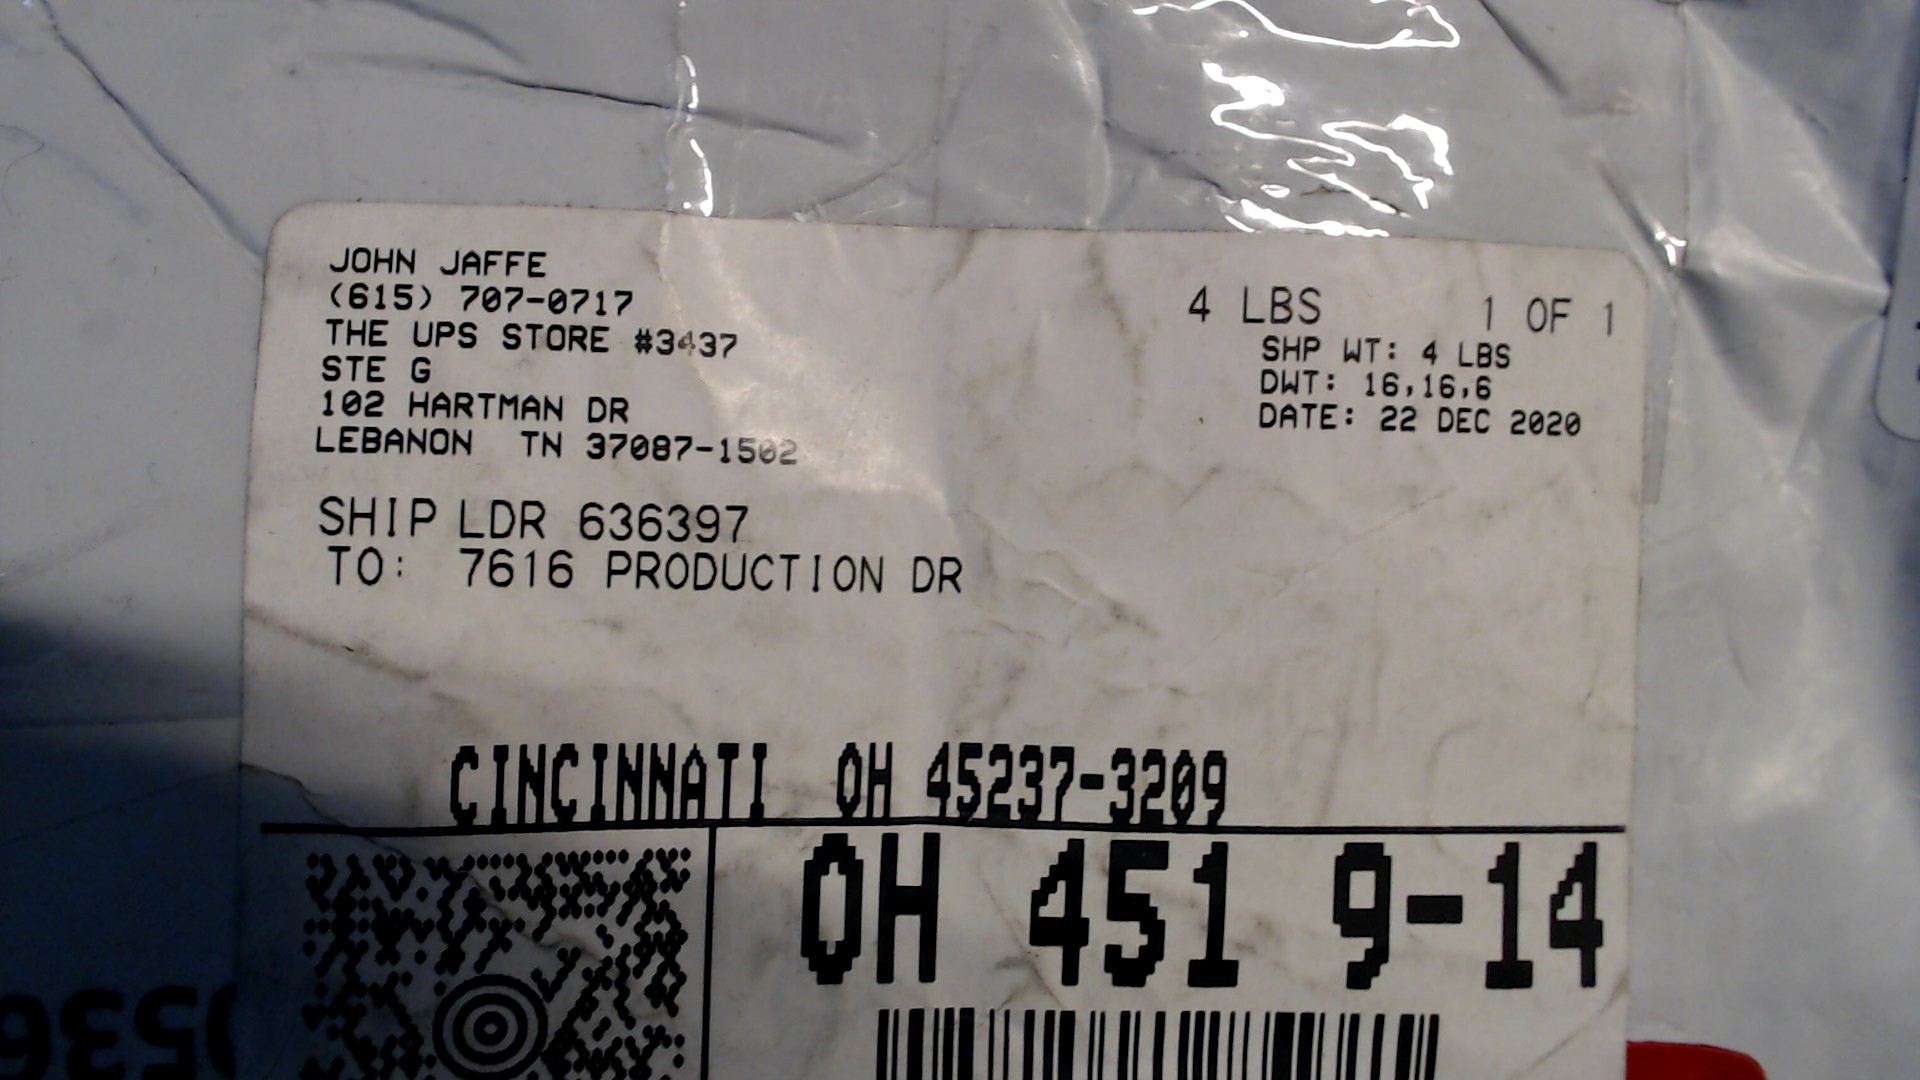 JOHN JAFFE
(615) 707-0717
THE UPS STORE #3437
STE G
102 HARTMAN DR
LEBANON TN 37087-1502
4 LBS 1 OF 1
SHP WT: 4 LBS
DWT: 16,16,6
DATE: 22 DEC 2020
SHIP LDR 636397
TO: 7616 PRODUCTION DR
CINCINNATI OH 45237-3209
OH 451 9-14